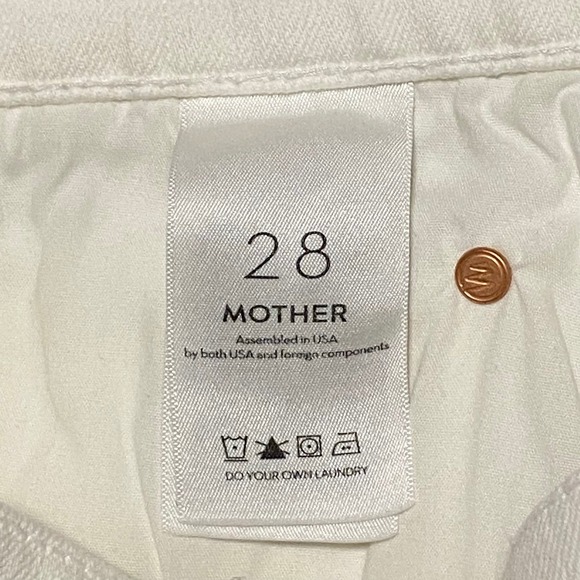 28
MOTHER
Assembled in USA
by both USA and foreign components
DO YOUR OWN LAUNDRY